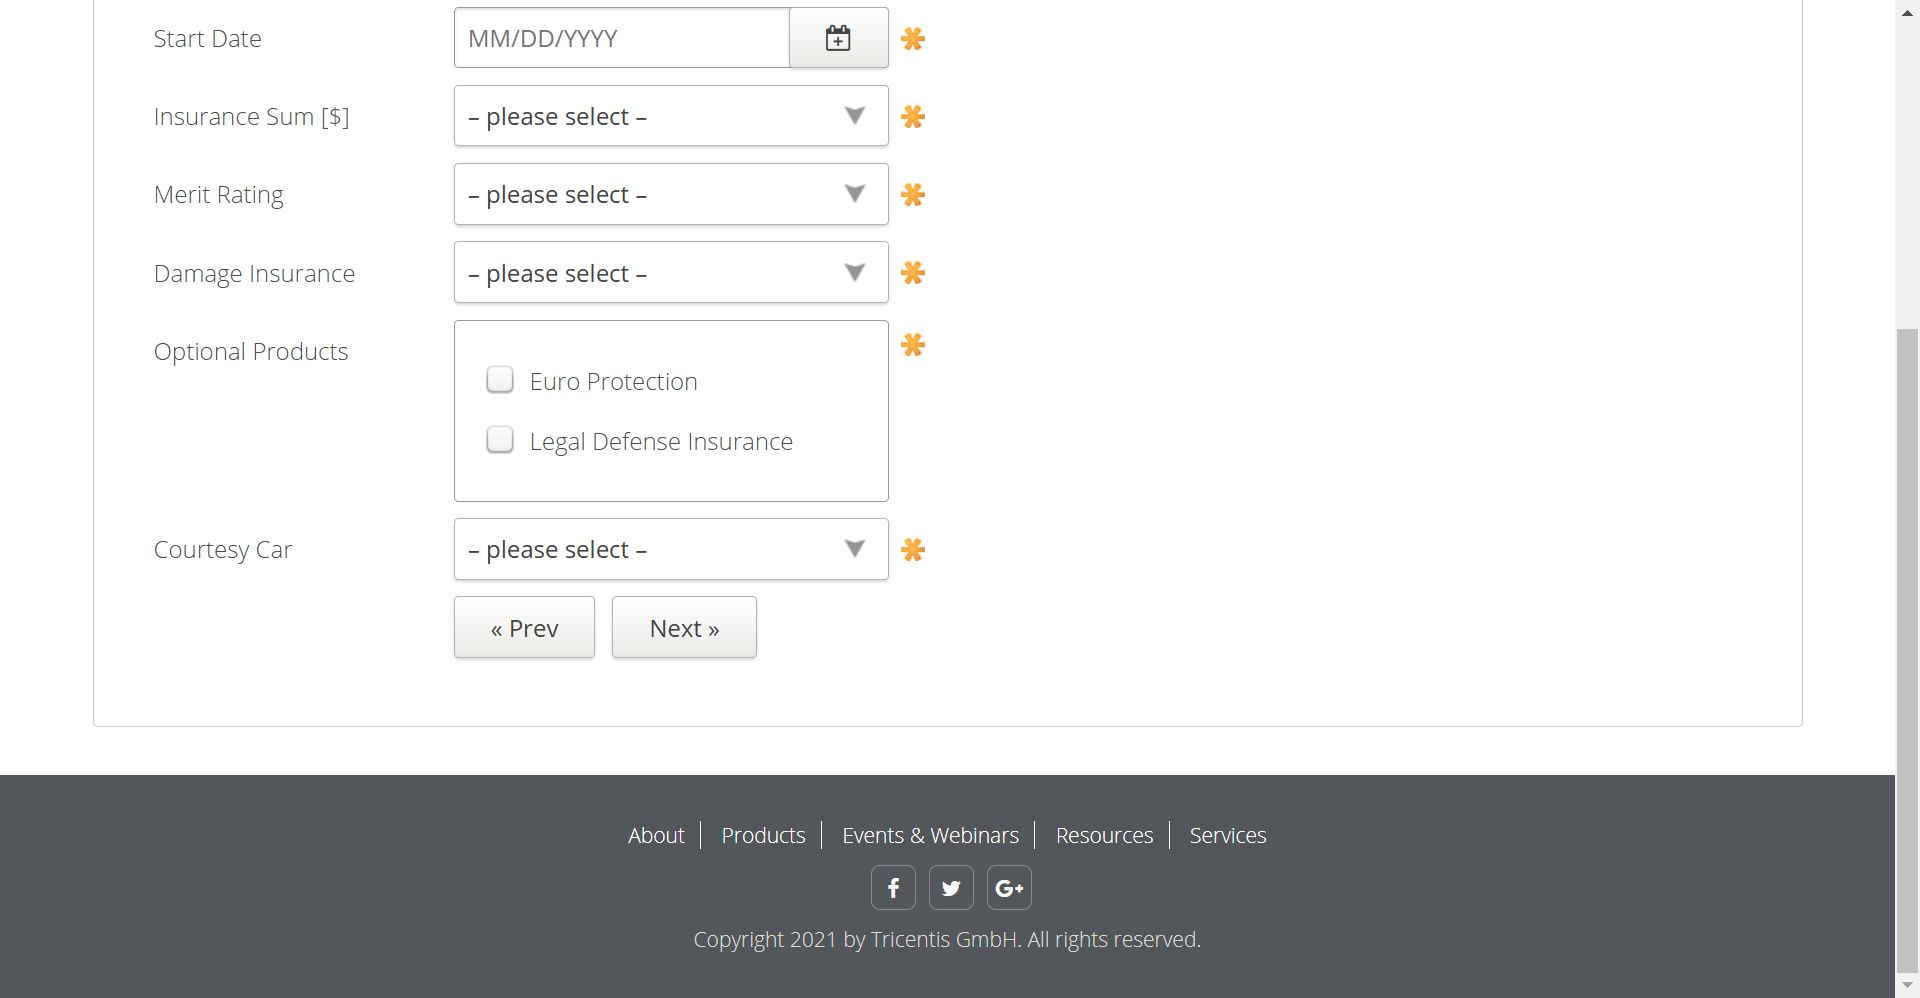 Start Date
MM/DD/YYYY
Insurance Sum [$]
– please select –
Merit Rating
– please select –
Damage Insurance
– please select –
Optional Products
Euro Protection
Legal Defense Insurance
Courtesy Car
– please select –
« Prev
Next »
About
Products
Events & Webinars
Resources
Services
Copyright 2021 by Tricentis GmbH. All rights reserved.